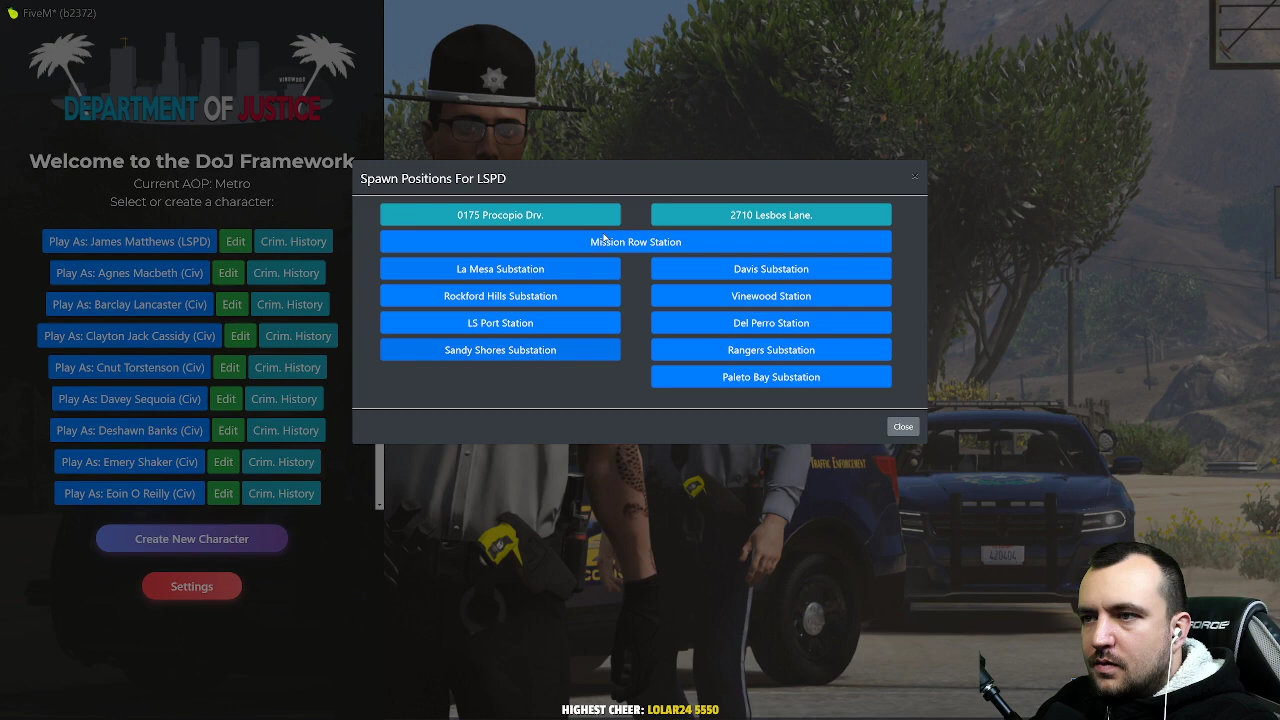 FiveM* (b2372)
VINEWOOD
DEPARTMENT OF JUSTICE
Welcome to the DoJ Framework
Current AOP: Metro
Select or create a character:
Play As: James Matthews (LSPD) Edit Crim. History
Play As: Agnes Macbeth (Civ) Edit Crim. History
Play As: Barclay Lancaster (Civ) Edit Crim. History
Play As: Clayton Jack Cassidy (Civ) Edit Crim. History
Play As: Cnut Torstenson (Civ) Edit Crim. History
Play As: Davey Sequoia (Civ) Edit Crim. History
Play As: Deshawn Banks (Civ) Edit Crim. History
Play As: Emery Shaker (Civ) Edit Crim. History
Play As: Eoin O Reilly (Civ) Edit Crim. History
Create New Character
Settings
Spawn Positions For LSPD
×
0175 Procopio Drv. 2710 Lesbos Lane.
Mission Row Station
La Mesa Substation Davis Substation
Rockford Hills Substation Vinewood Station
LS Port Station Del Perro Station
Sandy Shores Substation Rangers Substation
Paleto Bay Substation
Close
TRAFFIC ENFORCEMENT
420404
FORCE
HIGHEST CHEER: LOLAR24 5550